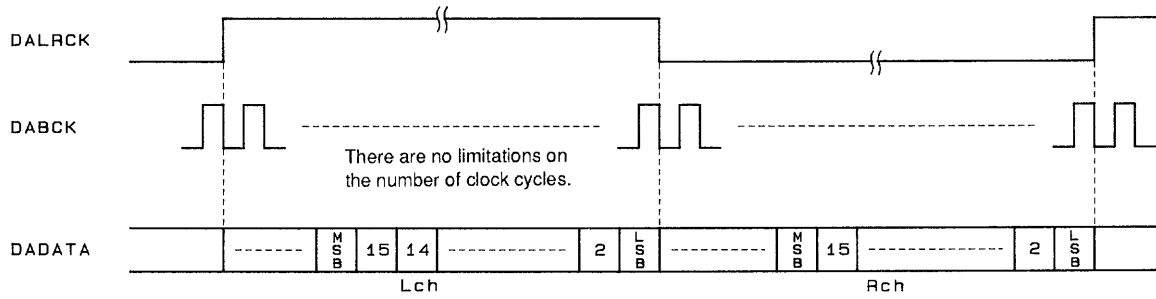 DALRCK
DABCK
There are no limitations on
the number of clock cycles.
DADATA
MSB 15 14 2 LSB MSB 15 2 LSB
Lch Rch